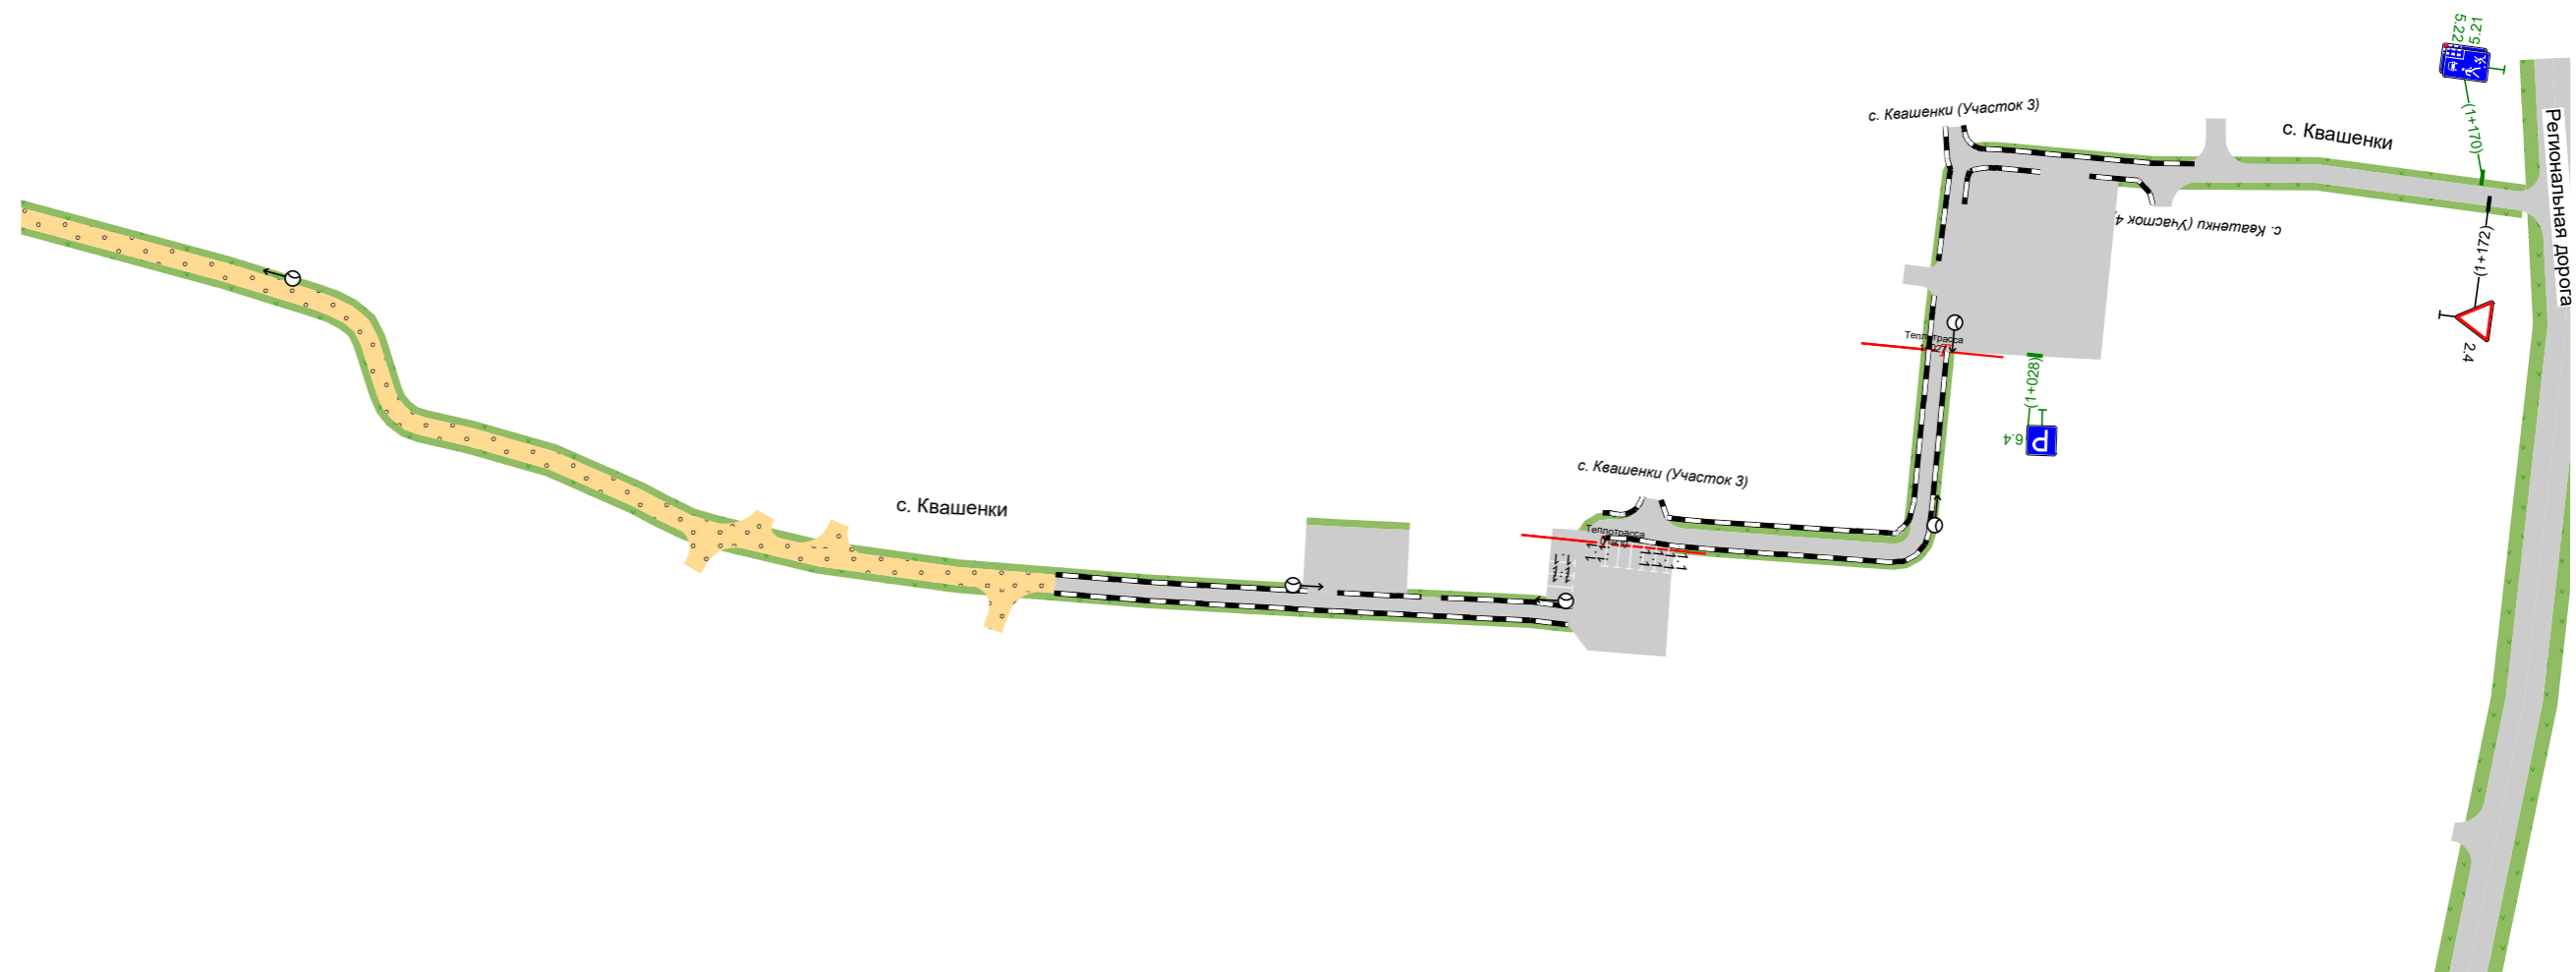 5.21
5.22
(1+170)
с. Квашенки (Участок 3)
с. Квашенки
Региональная дорога
с. Квашенки (Участок 4
(1+172)
2.4
Теплотрасса
(1+028)
6.4
P
с. Квашенки (Участок 3)
с. Квашенки
Теплотрасса